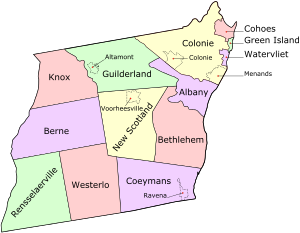 Cohoes
Colonie
Green Island
Watervliet
Altamont
Colonie
Guilderland
Menands
Knox
Albany
Voorheesville
New Scotland
Berne
Bethlehem
Rensselaerville
Westerlo
Coeymans
Ravena